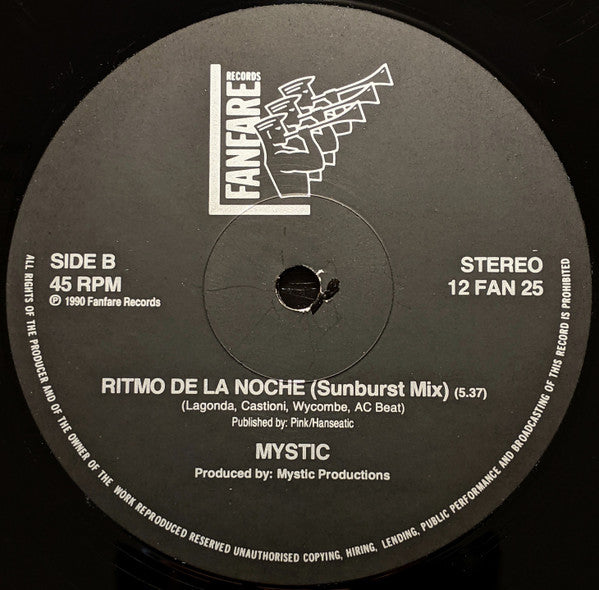 FANFARE
RECORDS
SIDE B
45 RPM
℗ 1990 Fanfare Records
STEREO
12 FAN 25
RITMO DE LA NOCHE (Sunburst Mix) (5.37)
(Lagonda, Castioni, Wycombe, AC Beat)
Published by: Pink/Hanseatic
MYSTIC
Produced by: Mystic Productions
ALL RIGHTS OF THE PRODUCER AND OF THE OWNER OF THE WORK REPRODUCED RESERVED UNAUTHORISED COPYING, HIRING, LENDING, PUBLIC PERFORMANCE AND BROADCASTING OF THIS RECORD IS PROHIBITED